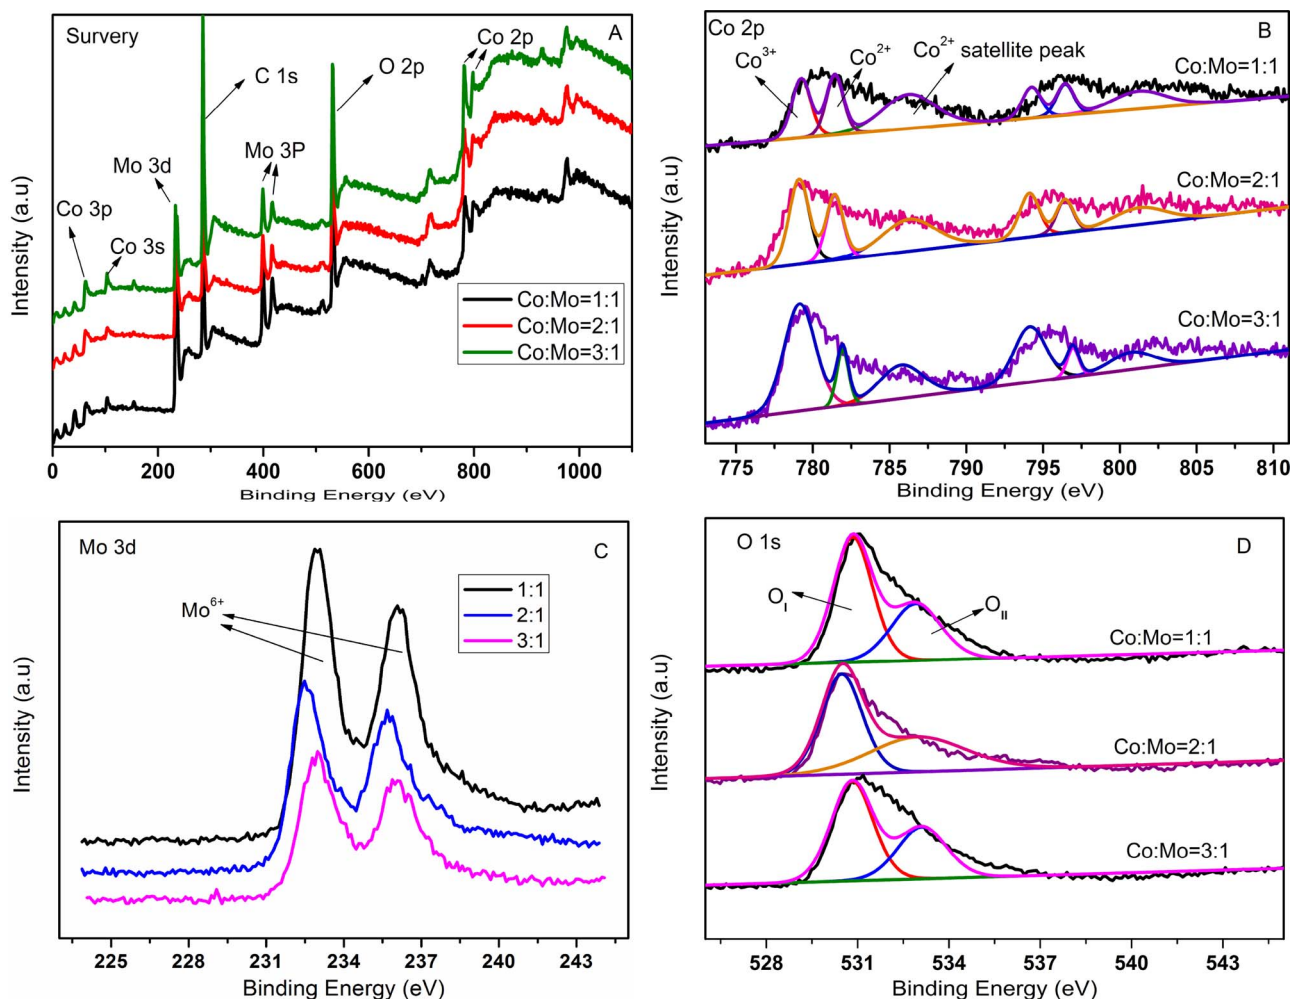 Survery
A
C 1s
Co 2p
O 2p
Mo 3d
Mo 3P
Co 3p
Co 3s
Co:Mo=1:1
Co:Mo=2:1
Co:Mo=3:1
Intensity (a.u)
0 200 400 600 800 1000
Binding Energy (eV)
Co 2p
B
Co3+
Co2+
Co2+ satellite peak
Co:Mo=1:1
Co:Mo=2:1
Co:Mo=3:1
Intensity (a.u)
775 780 785 790 795 800 805 810
Binding Energy (eV)
Mo 3d
C
Mo6+
1:1
2:1
3:1
Intensity (a.u)
225 228 231 234 237 240 243
Binding Energy (eV)
O 1s
D
OI
OII
Co:Mo=1:1
Co:Mo=2:1
Co:Mo=3:1
Intensity (a.u)
528 531 534 537 540 543
Binding Energy (eV)